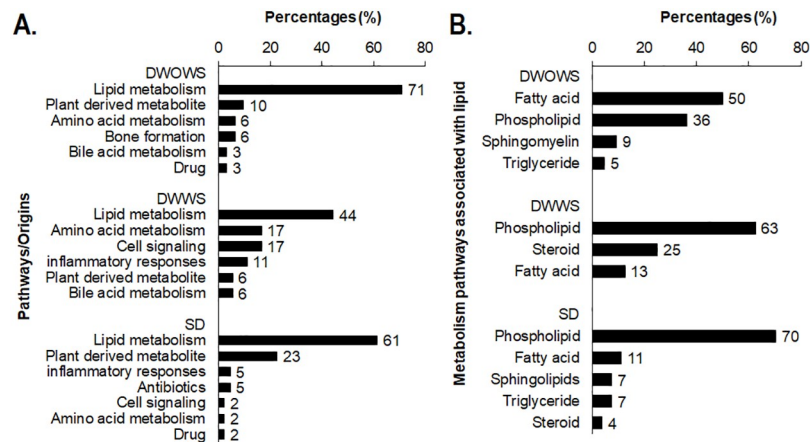 A.
Percentages (%)
0 20 40 60 80
Pathways/Origins
DWOWS
Lipid metabolism 71
Plant derived metabolite 10
Amino acid metabolism 6
Bone formation 6
Bile acid metabolism 3
Drug 3
DWWS
Lipid metabolism 44
Amino acid metabolism 17
Cell signaling 17
inflammatory responses 11
Plant derived metabolite 6
Bile acid metabolism 6
SD
Lipid metabolism 61
Plant derived metabolite 23
inflammatory responses 5
Antibiotics 5
Cell signaling 2
Amino acid metabolism 2
Drug 2
B.
Percentages (%)
0 20 40 60 80
Metabolism pathways associated with lipid
DWOWS
Fatty acid 50
Phospholipid 36
Sphingomyelin 9
Triglyceride 5
DWWS
Phospholipid 63
Steroid 25
Fatty acid 13
SD
Phospholipid 70
Fatty acid 11
Sphingolipids 7
Triglyceride 7
Steroid 4